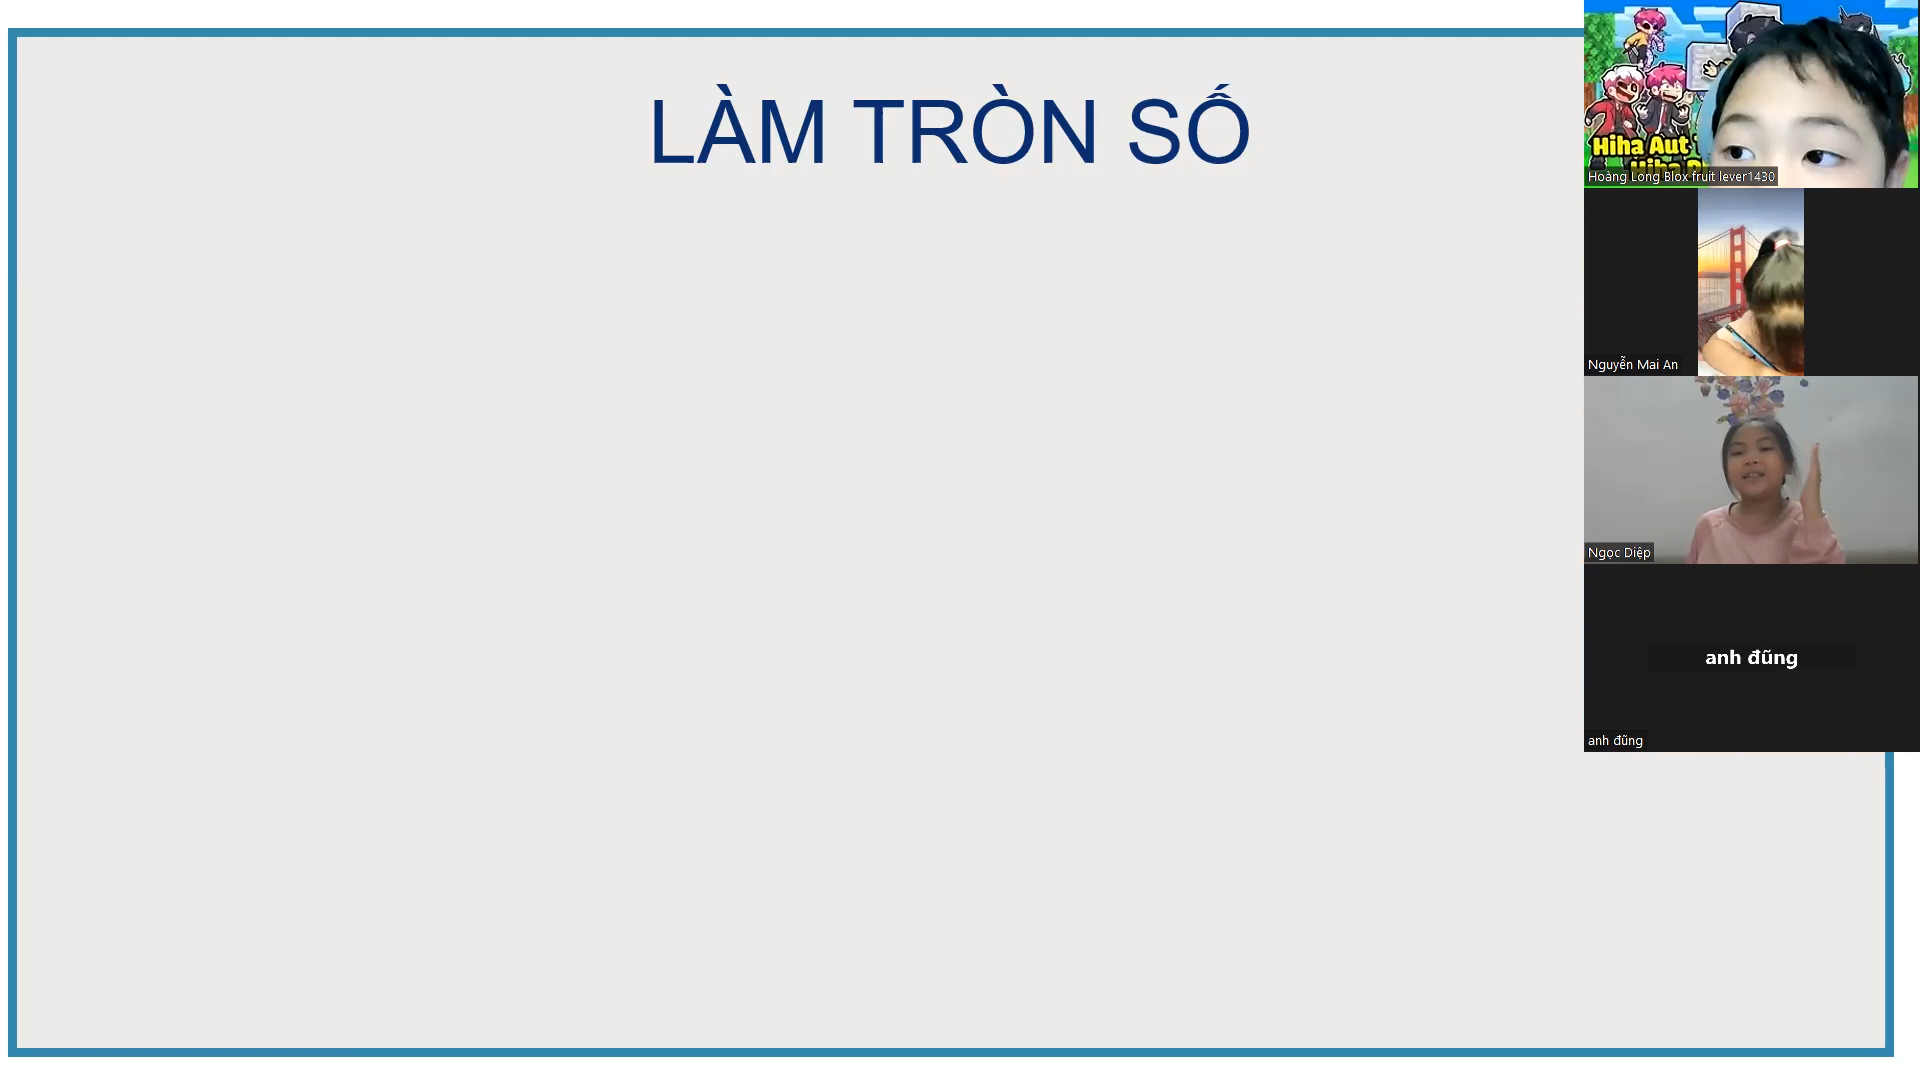 LÀM TRÒN SỐ
Hiha Aut
Hoàng Long Blox fruit lever1430
Nguyễn Mai An
Ngọc Diệp
anh đũng
anh đũng